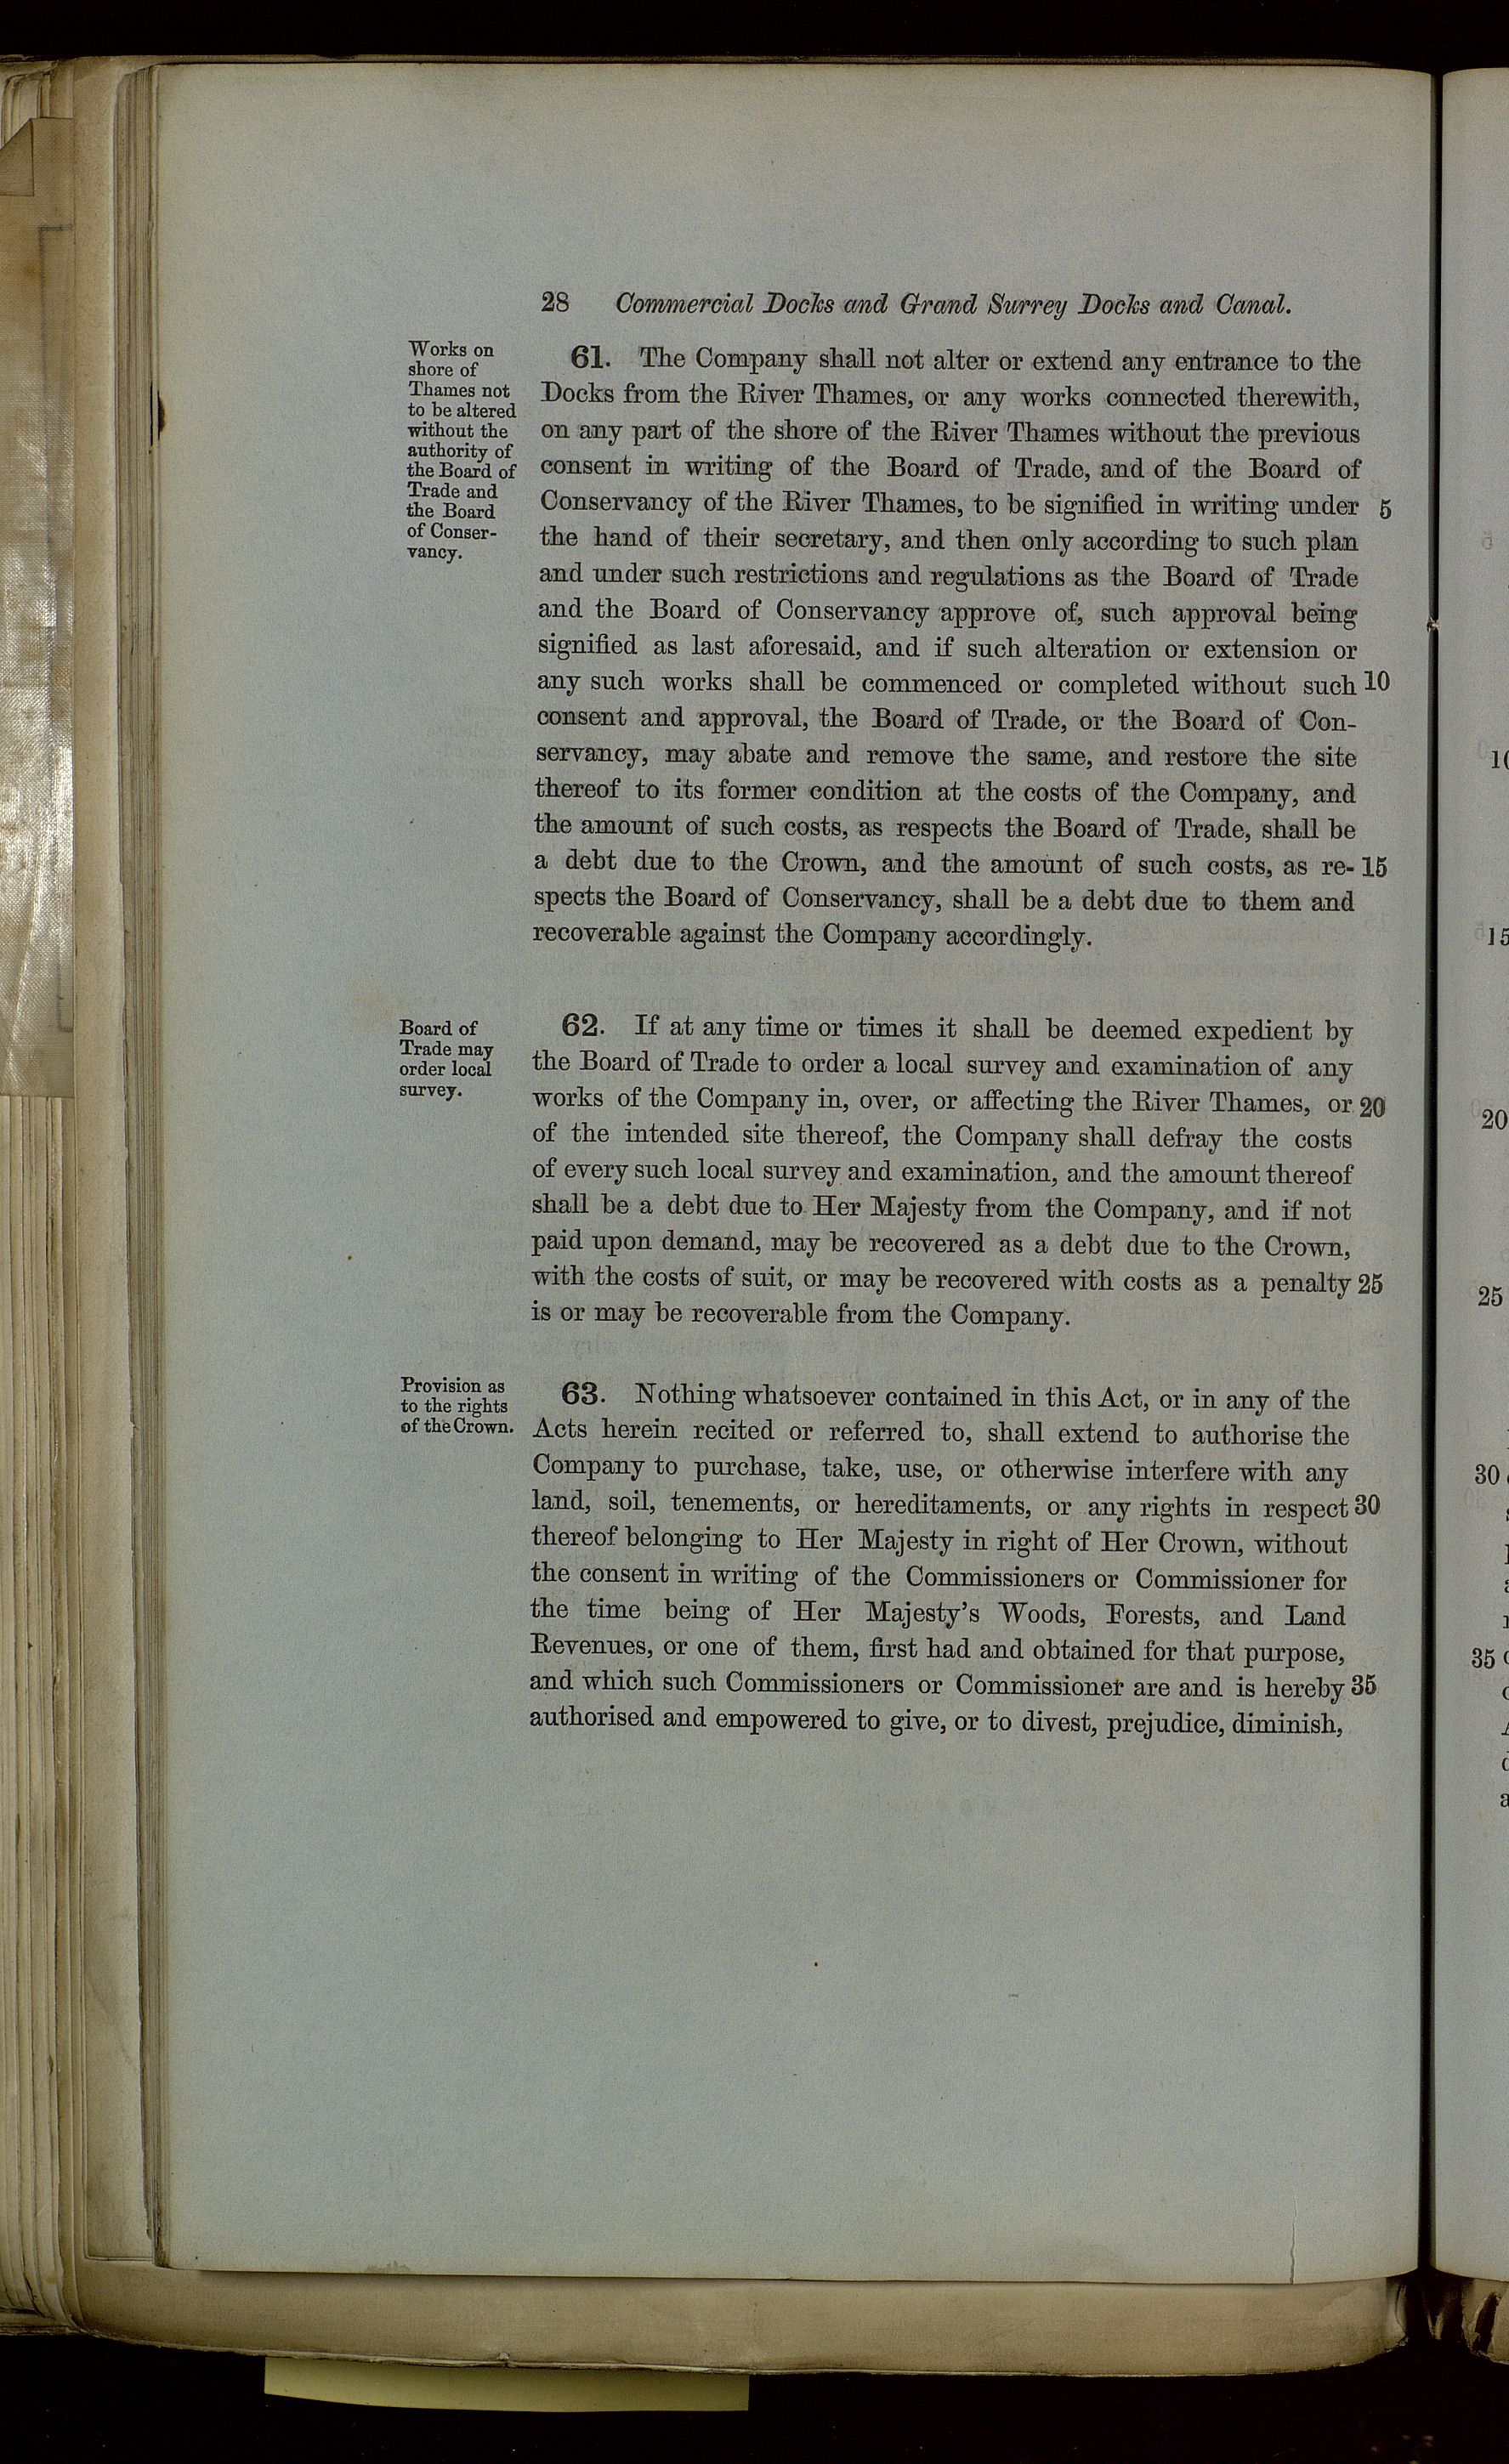 28 Commercial Docks and Grand Surrey Docks and Canal.
Works on
shore of
Thames not
to be altered
without the
authority of
the Board of
Trade and
the Board
of Conser-
vancy.
61. The Company shall not alter or extend any entrance to the
Docks from the River Thames, or any works connected therewith,
on any part of the shore of the River Thames without the previous
consent in writing of the Board of Trade, and of the Board of
Conservancy of the River Thames, to be signified in writing under 5
the hand of their secretary, and then only according to such plan
and under such restrictions and regulations as the Board of Trade
and the Board of Conservancy approve of, such approval being
signified as last aforesaid, and if such alteration or extension or
any such works shall be commenced or completed without such 10
consent and approval, the Board of Trade, or the Board of Con-
servancy, may abate and remove the same, and restore the site
thereof to its former condition at the costs of the Company, and
the amount of such costs, as respects the Board of Trade, shall be
a debt due to the Crown, and the amount of such costs, as re- 15
spects the Board of Conservancy, shall be a debt due to them and
recoverable against the Company accordingly.
Board of
Trade may
order local
survey.
62. If at any time or times it shall be deemed expedient by
the Board of Trade to order a local survey and examination of any
works of the Company in, over, or affecting the River Thames, or 20
of the intended site thereof, the Company shall defray the costs
of every such local survey and examination, and the amount thereof
shall be a debt due to Her Majesty from the Company, and if not
paid upon demand, may be recovered as a debt due to the Crown,
with the costs of suit, or may be recovered with costs as a penalty 25
is or may be recoverable from the Company.
Provision as
to the rights
of the Crown.
63. Nothing whatsoever contained in this Act, or in any of the
Acts herein recited or referred to, shall extend to authorise the
Company to purchase, take, use, or otherwise interfere with any
land, soil, tenements, or hereditaments, or any rights in respect 30
thereof belonging to Her Majesty in right of Her Crown, without
the consent in writing of the Commissioners or Commissioner for
the time being of Her Majesty's Woods, Forests, and Land
Revenues, or one of them, first had and obtained for that purpose,
and which such Commissioners or Commissioner are and is hereby 35
authorised and empowered to give, or to divest, prejudice, diminish,
15
20
25
30
35